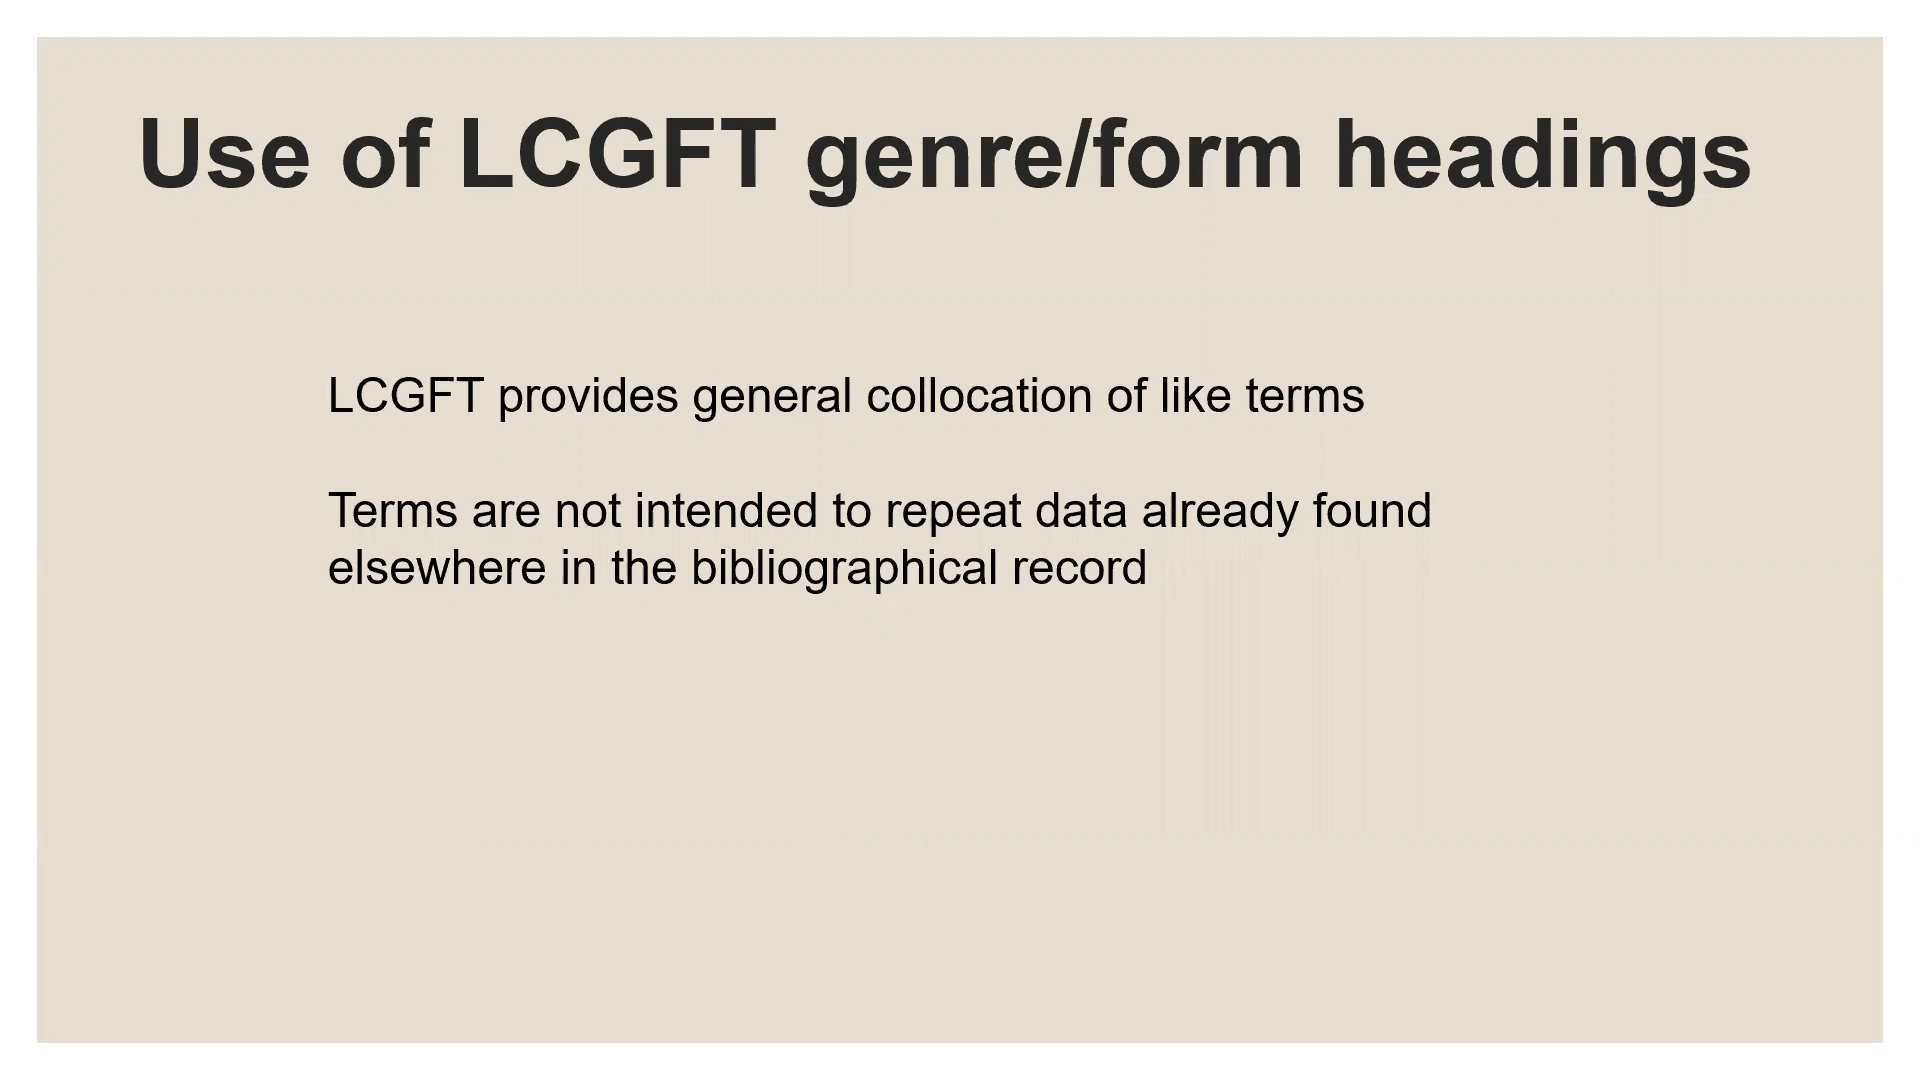 Use of LCGFT genre/form headings
LCGFT provides general collocation of like terms
Terms are not intended to repeat data already found
elsewhere in the bibliographical record